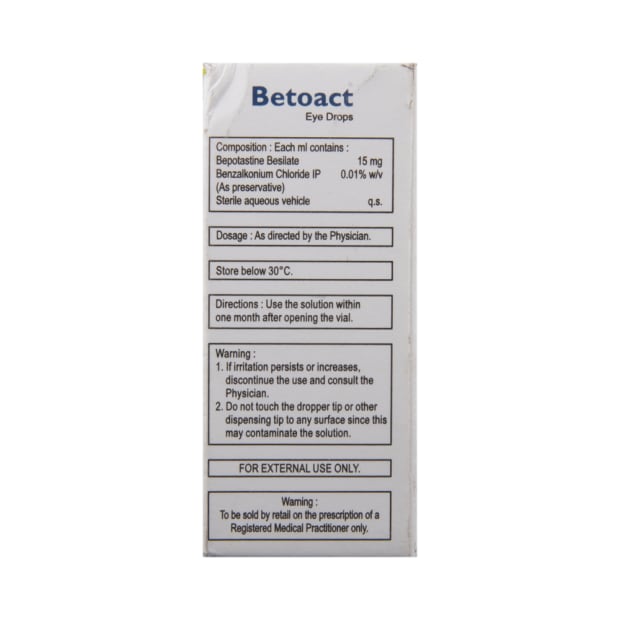 Betoact
Eye Drops
Composition : Each ml contains :
Bepotastine Besilate 15 mg
Benzalkonium Chloride IP 0.01% w/v
(As preservative)
Sterile aqueous vehicle q.s.
Dosage : As directed by the Physician.
Store below 30°C.
Directions : Use the solution within
one month after opening the vial.
Warning :
1. If irritation persists or increases,
discontinue the use and consult the
Physician.
2. Do not touch the dropper tip or other
dispensing tip to any surface since this
may contaminate the solution.
FOR EXTERNAL USE ONLY.
Warning :
To be sold by retail on the prescription of a
Registered Medical Practitioner only.